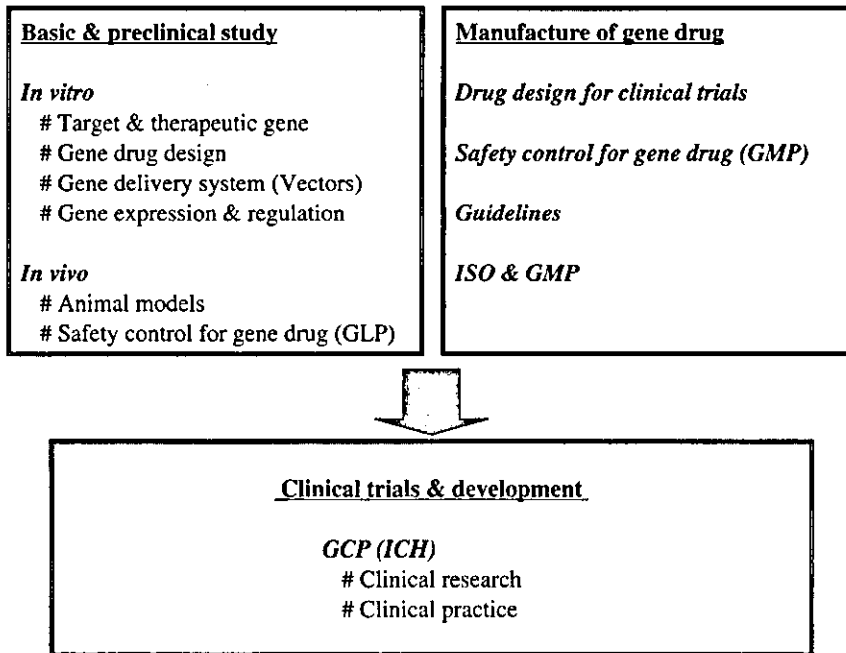 Basic & preclinical study
In vitro
# Target & therapeutic gene
# Gene drug design
# Gene delivery system (Vectors)
# Gene expression & regulation
In vivo
# Animal models
# Safety control for gene drug (GLP)
Manufacture of gene drug
Drug design for clinical trials
Safety control for gene drug (GMP)
Guidelines
ISO & GMP
Clinical trials & development
GCP (ICH)
# Clinical research
# Clinical practice